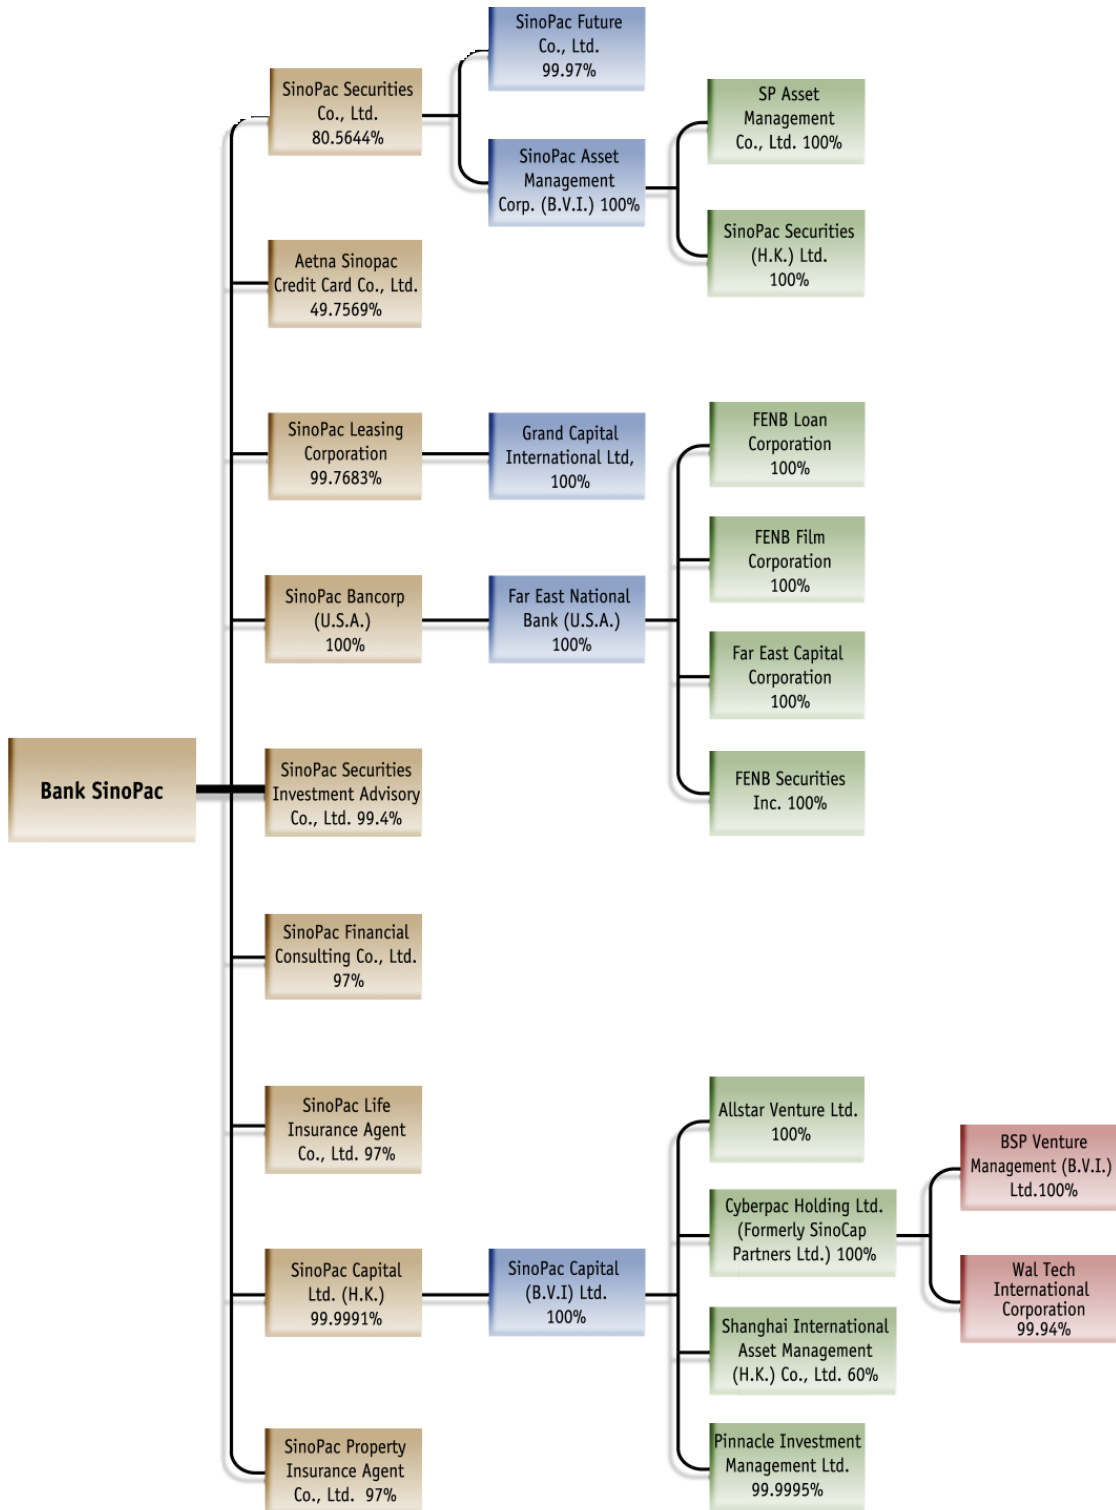 Bank SinoPac
SinoPac Securities
Co., Ltd.
80.5644%
SinoPac Future
Co., Ltd.
99.97%
SinoPac Asset
Management
Corp. (B.V.I.) 100%
SP Asset
Management
Co., Ltd. 100%
SinoPac Securities
(H.K.) Ltd.
100%
Aetna Sinopac
Credit Card Co., Ltd.
49.7569%
SinoPac Leasing
Corporation
99.7683%
Grand Capital
International Ltd,
100%
SinoPac Bancorp
(U.S.A.)
100%
Far East National
Bank (U.S.A.)
100%
FENB Loan
Corporation
100%
FENB Film
Corporation
100%
Far East Capital
Corporation
100%
FENB Securities
Inc. 100%
SinoPac Securities
Investment Advisory
Co., Ltd. 99.4%
SinoPac Financial
Consulting Co., Ltd.
97%
SinoPac Life
Insurance Agent
Co., Ltd. 97%
SinoPac Capital
Ltd. (H.K.)
99.9991%
SinoPac Capital
(B.V.I) Ltd.
100%
Allstar Venture Ltd.
100%
Cyberpac Holding Ltd.
(Formerly SinoCap
Partners Ltd.) 100%
BSP Venture
Management (B.V.I.)
Ltd.100%
Wal Tech
International
Corporation
99.94%
Shanghai International
Asset Management
(H.K.) Co., Ltd. 60%
Pinnacle Investment
Management Ltd.
99.9995%
SinoPac Property
Insurance Agent
Co., Ltd. 97%